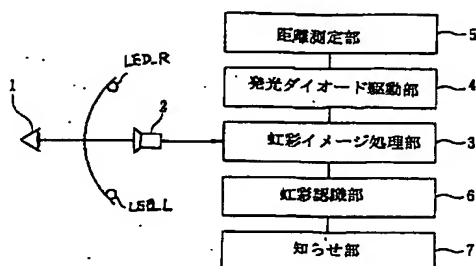 距離測定部 5
LED_R
発光ダイオード駆動部 4
1
2
虹彩イメージ処理部 3
LED_L
虹彩認識部 6
知らせ部 7